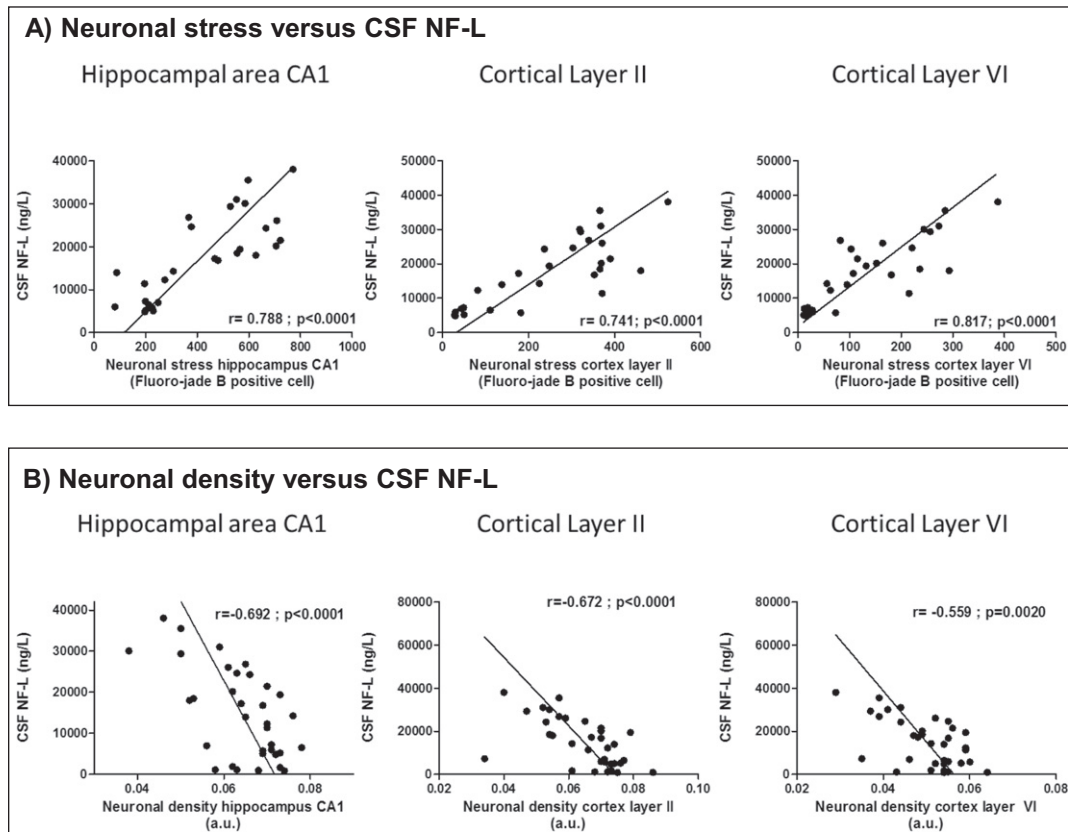 A) Neuronal stress versus CSF NF-L
Hippocampal area CA1
Cortical Layer II
Cortical Layer VI
CSF NF-L (ng/L)
40000
30000
20000
10000
0
r= 0.788 ; p<0.0001
0 200 400 600 800 1000
Neuronal stress hippocampus CA1
(Fluoro-jade B positive cell)
CSF NF-L (ng/L)
50000
40000
30000
20000
10000
0
r= 0.741; p<0.0001
0 200 400 600
Neuronal stress cortex layer II
(Fluoro-jade B positive cell)
CSF NF-L (ng/L)
50000
40000
30000
20000
10000
0
r= 0.817; p<0.0001
0 100 200 300 400 500
Neuronal stress cortex layer VI
(Fluoro-jade B positive cell)
B) Neuronal density versus CSF NF-L
Hippocampal area CA1
Cortical Layer II
Cortical Layer VI
CSF NF-L (ng/L)
40000
30000
20000
10000
0
r=-0.692 ; p<0.0001
0.04 0.06 0.08
Neuronal density hippocampus CA1
(a.u.)
CSF NF-L (ng/L)
80000
60000
40000
20000
0
r=-0.672 ; p<0.0001
0.02 0.04 0.06 0.08 0.10
Neuronal density cortex layer II
(a.u.)
CSF NF-L (ng/L)
80000
60000
40000
20000
0
r= -0.559 ; p=0.0020
0.02 0.04 0.06 0.08
Neuronal density cortex layer VI
(a.u.)